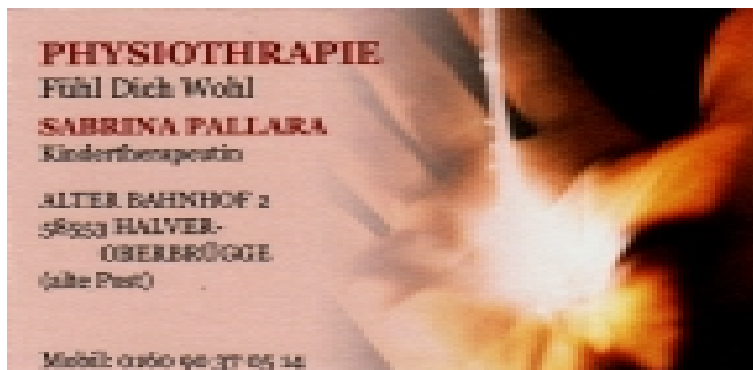 PHYSIOTHRAPIE
Fühl Dich Wohl
SABRINA PALLARA
Kindertherapeutin
ALTER BAHNHOF 2
58553 HALVER-
OBERBRÜGGE
(alte Post)
Mobil: 0160 90 37 05 14